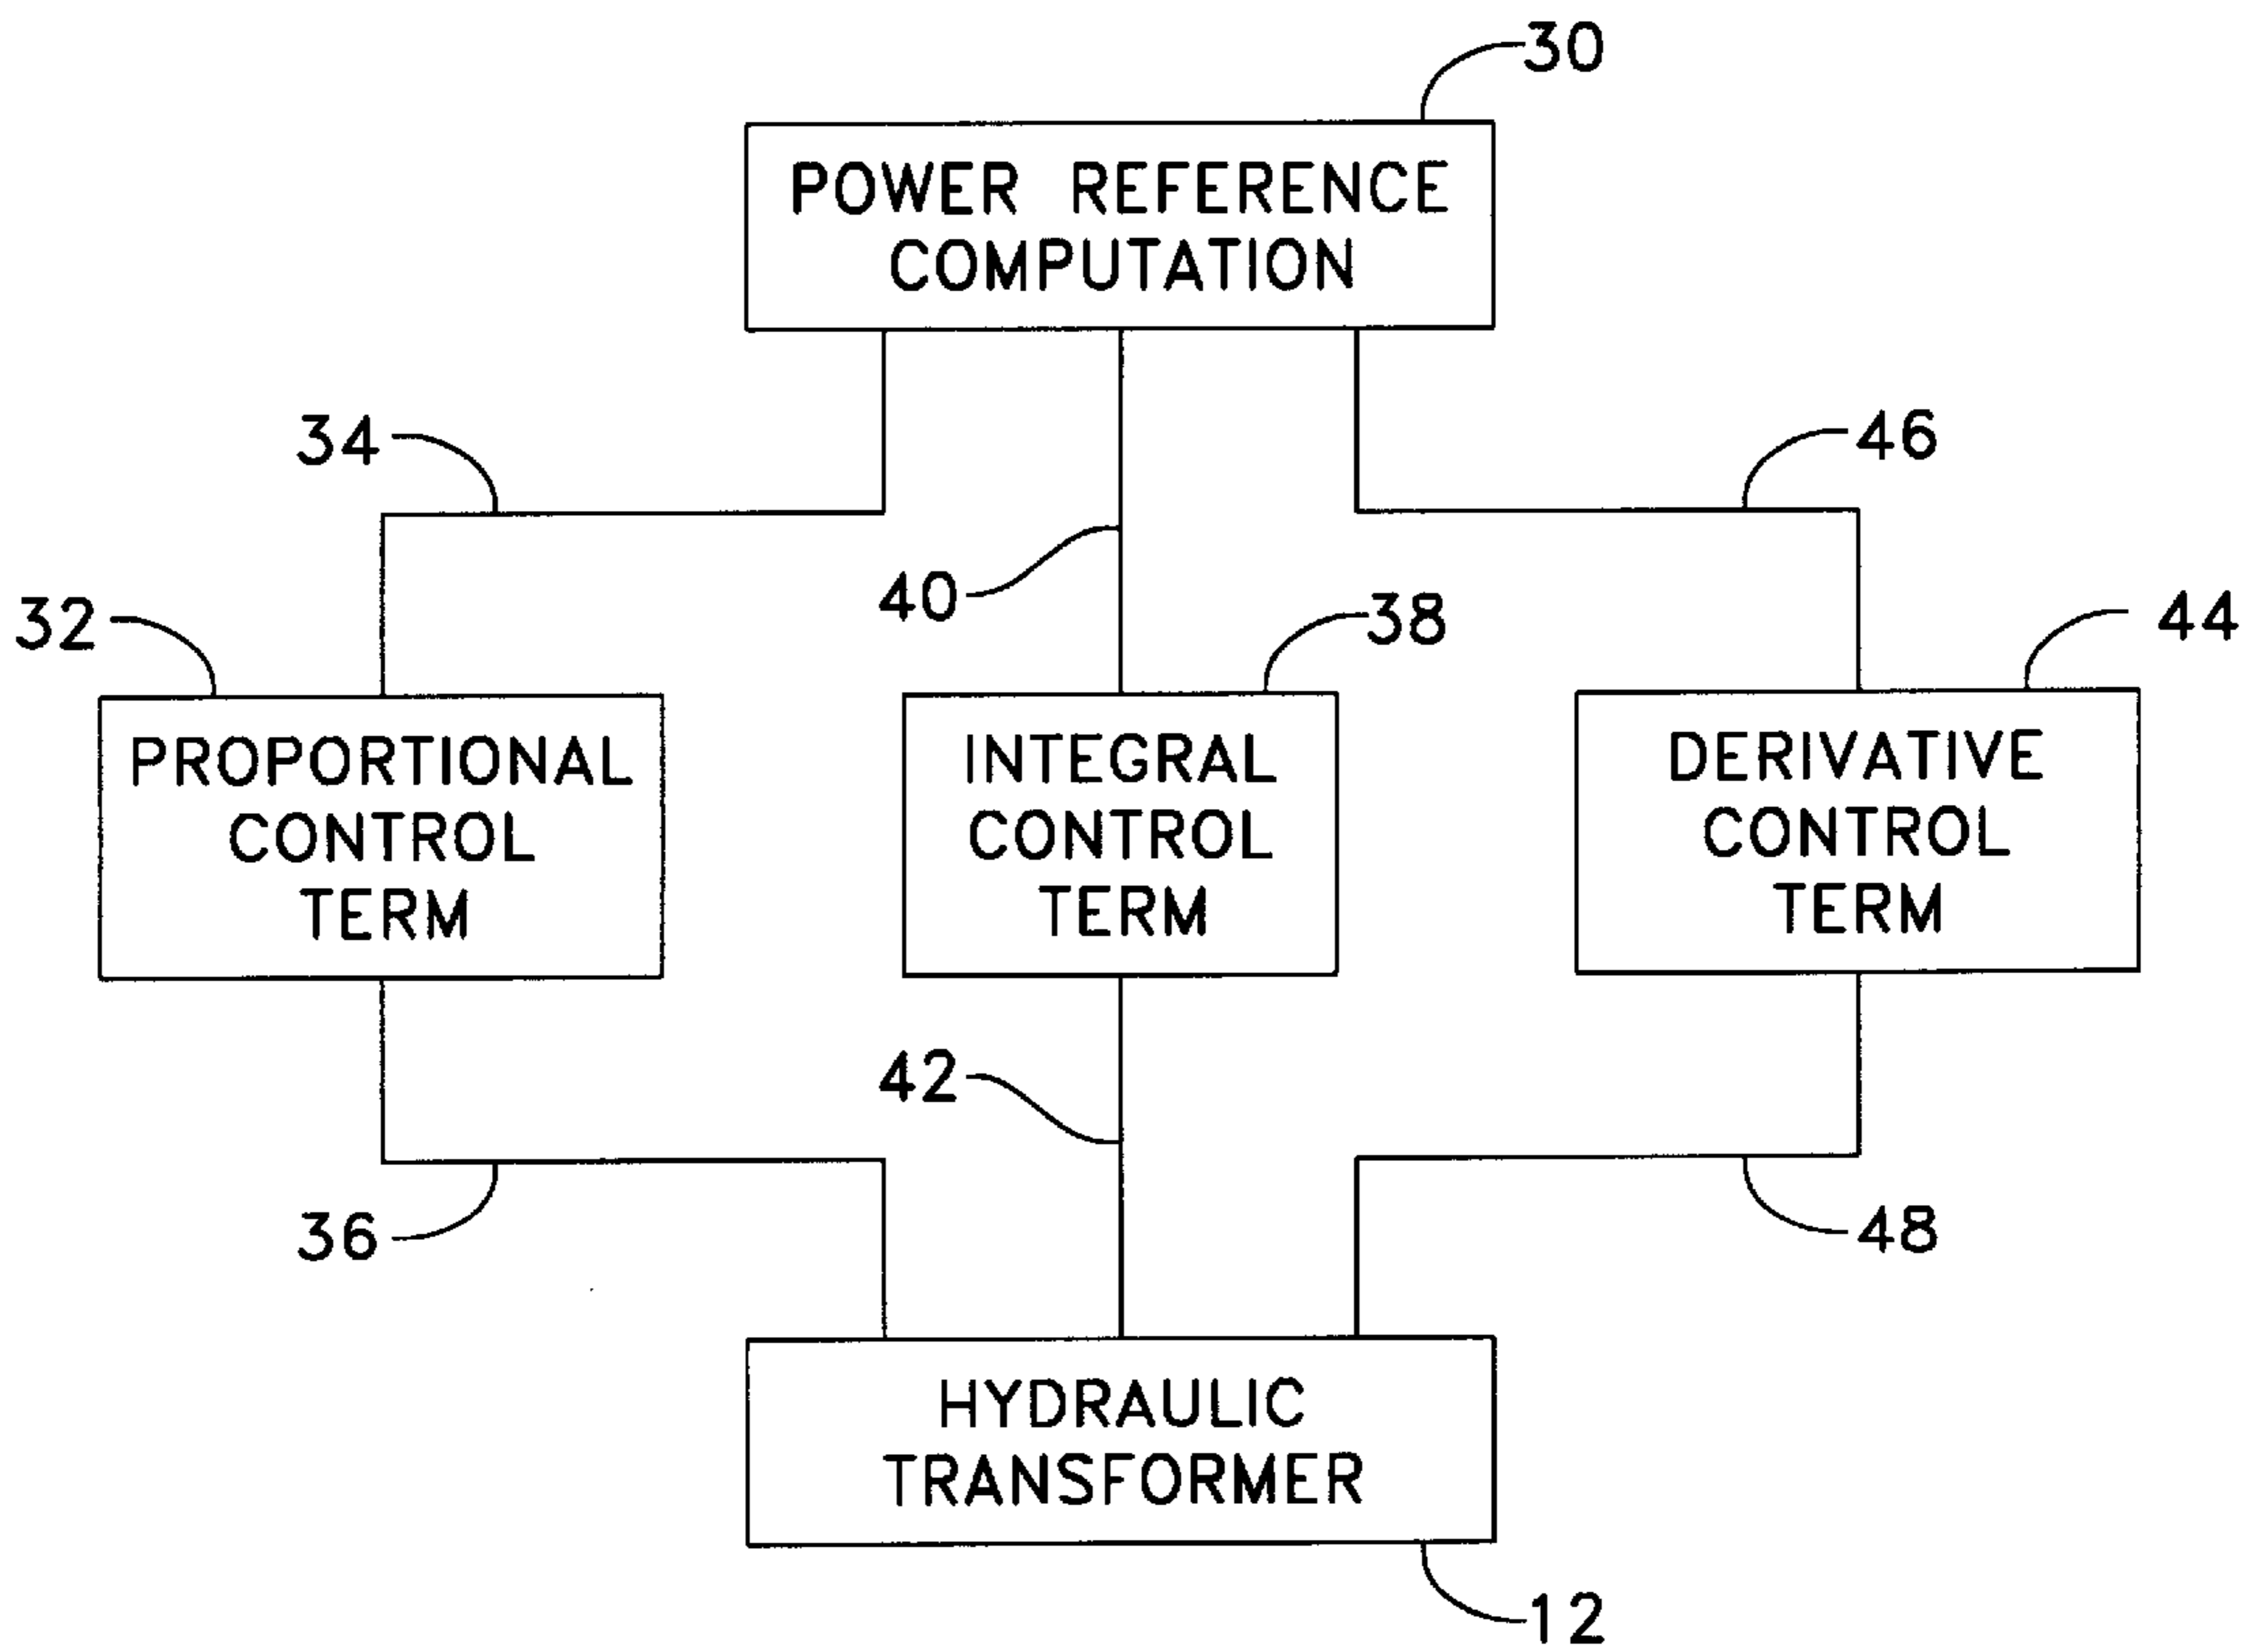 30
POWER REFERENCE
COMPUTATION
34
46
40
32
38
44
PROPORTIONAL
CONTROL
TERM
INTEGRAL
CONTROL
TERM
DERIVATIVE
CONTROL
TERM
42
36
48
HYDRAULIC
TRANSFORMER
12